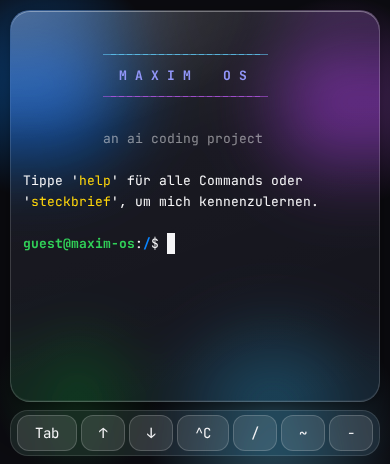 MAXIM OS
an ai coding project
Tippe 'help' für alle Commands oder
'steckbrief', um mich kennenzulernen.
guest@maxim-os:/$
Tab ↑ ↓ ^C / ~ -